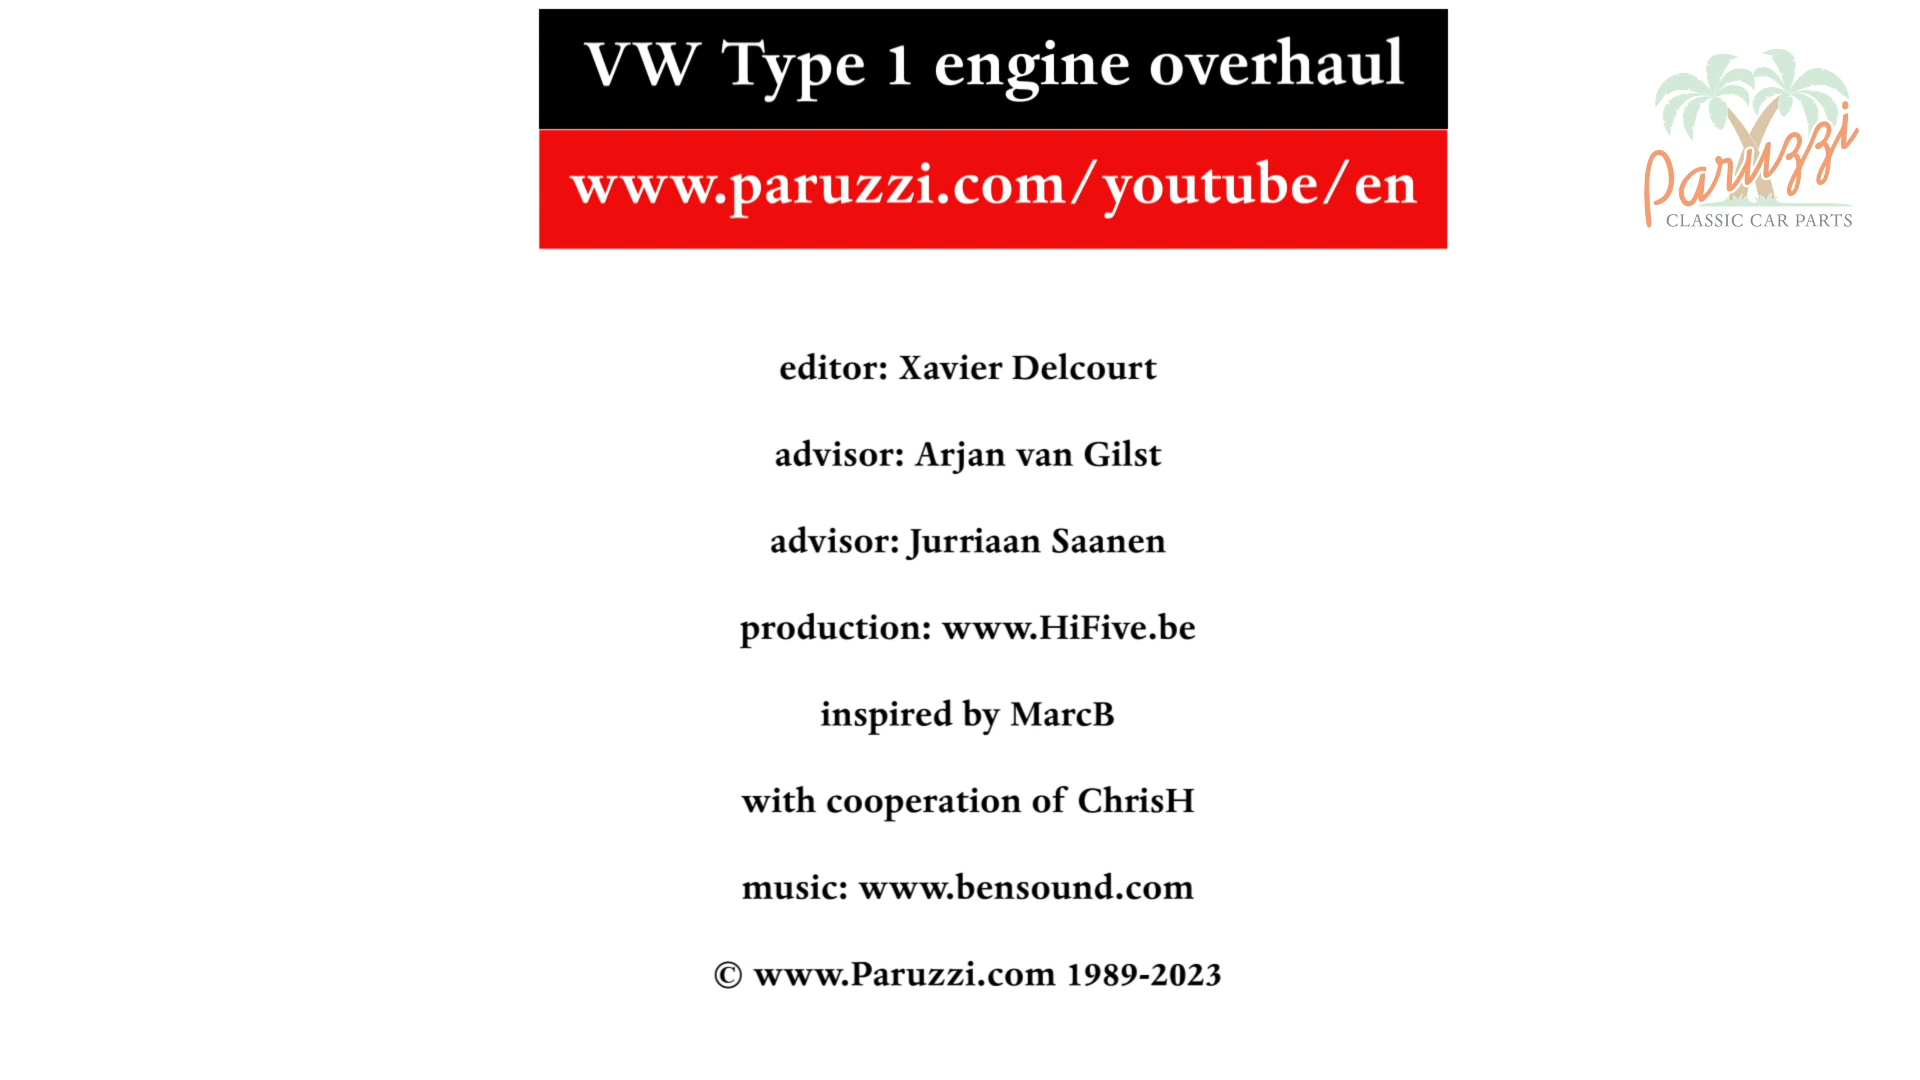 VW Type 1 engine overhaul
www.paruzzi.com/youtube/en
Paruzzi
CLASSIC CAR PARTS
editor: Xavier Delcourt
advisor: Arjan van Gilst
advisor: Jurriaan Saanen
production: www.HiFive.be
inspired by MarcB
with cooperation of ChrisH
music: www.bensound.com
© www.Paruzzi.com 1989-2023